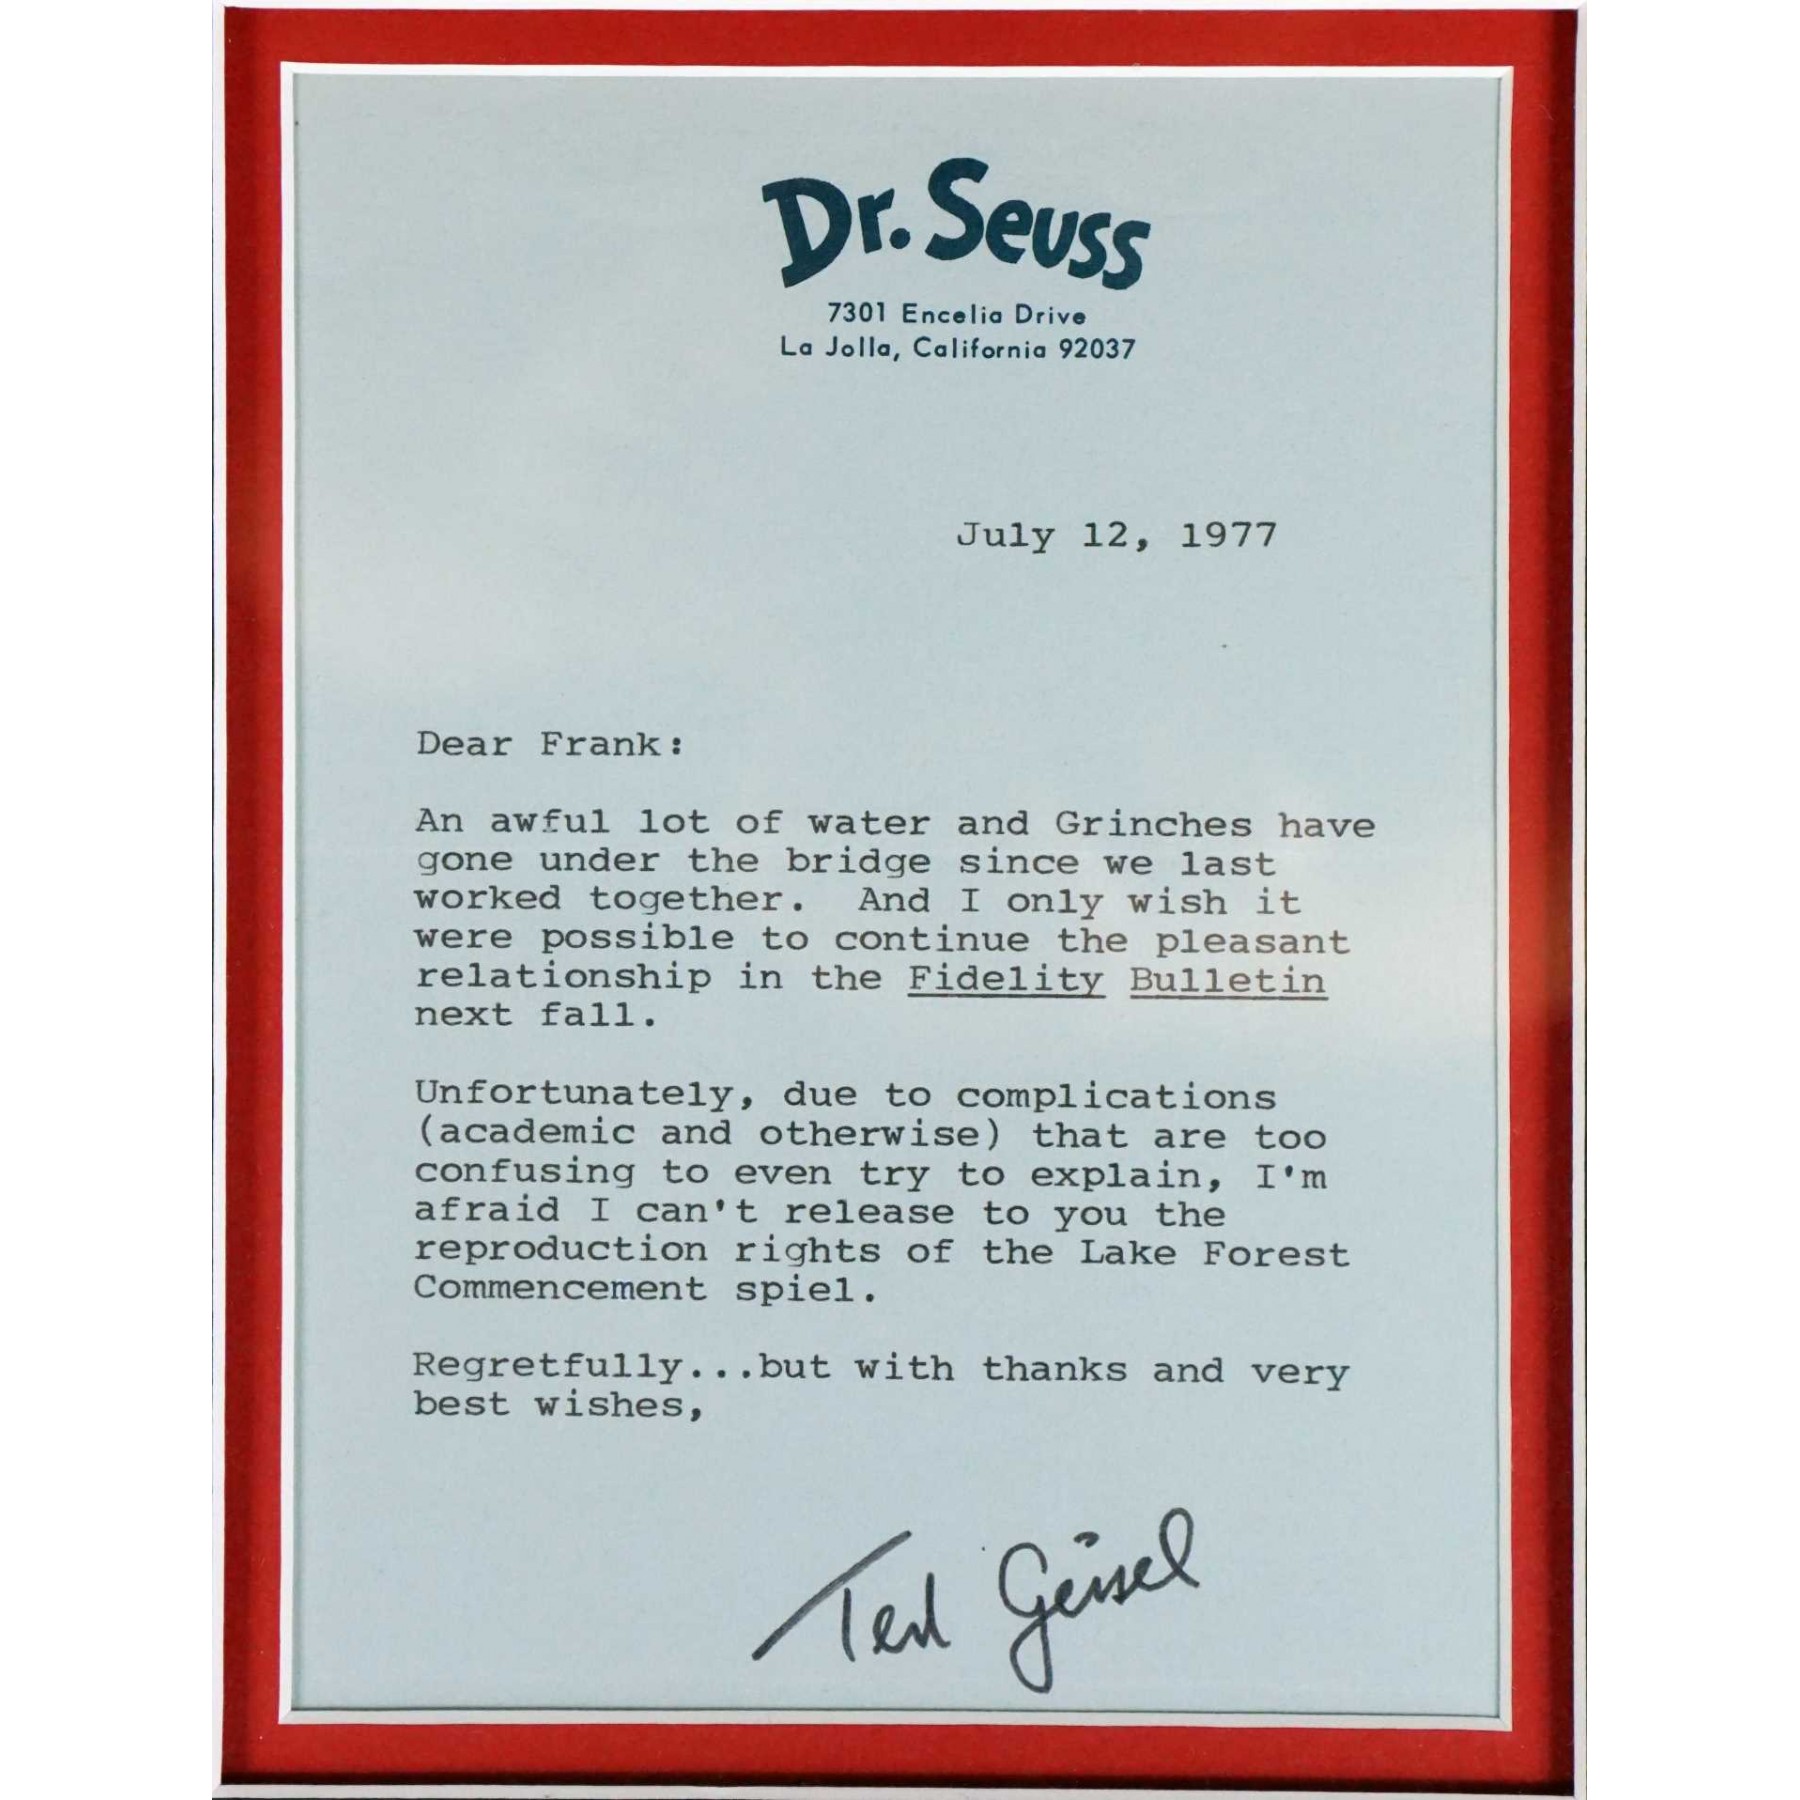 Dr. Seuss
7301 Encelia Drive
La Jolla, California 92037
July 12, 1977
Dear Frank:
An awful lot of water and Grinches have
gone under the bridge since we last
worked together.  And I only wish it
were possible to continue the pleasant
relationship in the Fidelity Bulletin
next fall.
Unfortunately, due to complications
(academic and otherwise) that are too
confusing to even try to explain, I'm
afraid I can't release to you the
reproduction rights of the Lake Forest
Commencement spiel.
Regretfully...but with thanks and very
best wishes,
Ted Geisel